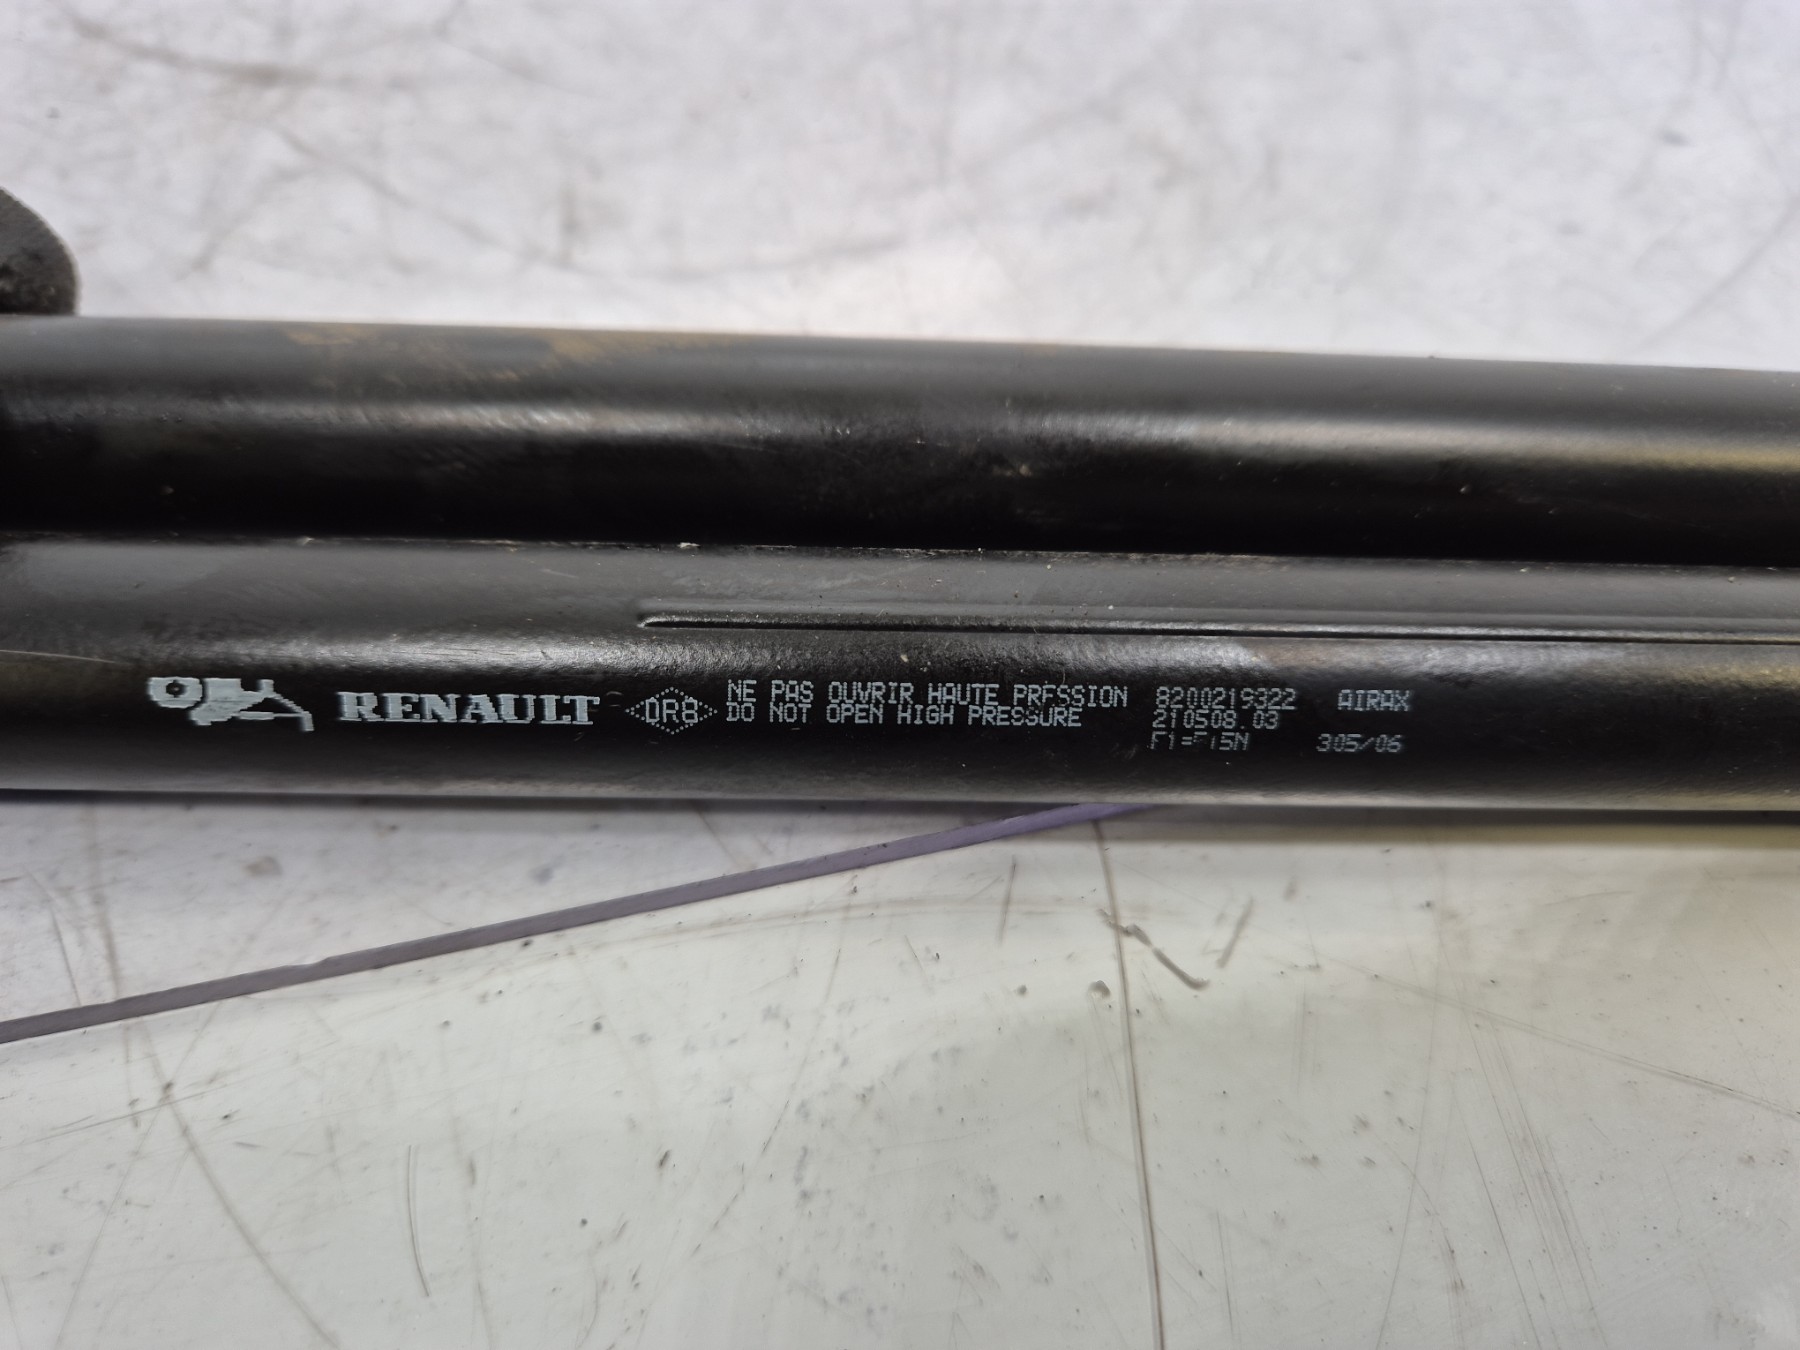 RENAULT
DR8
NE PAS OUVRIR HAUTE PRESSION
DO NOT OPEN HIGH PRESSURE
8200219322 AIRAX
210508.03
305/06